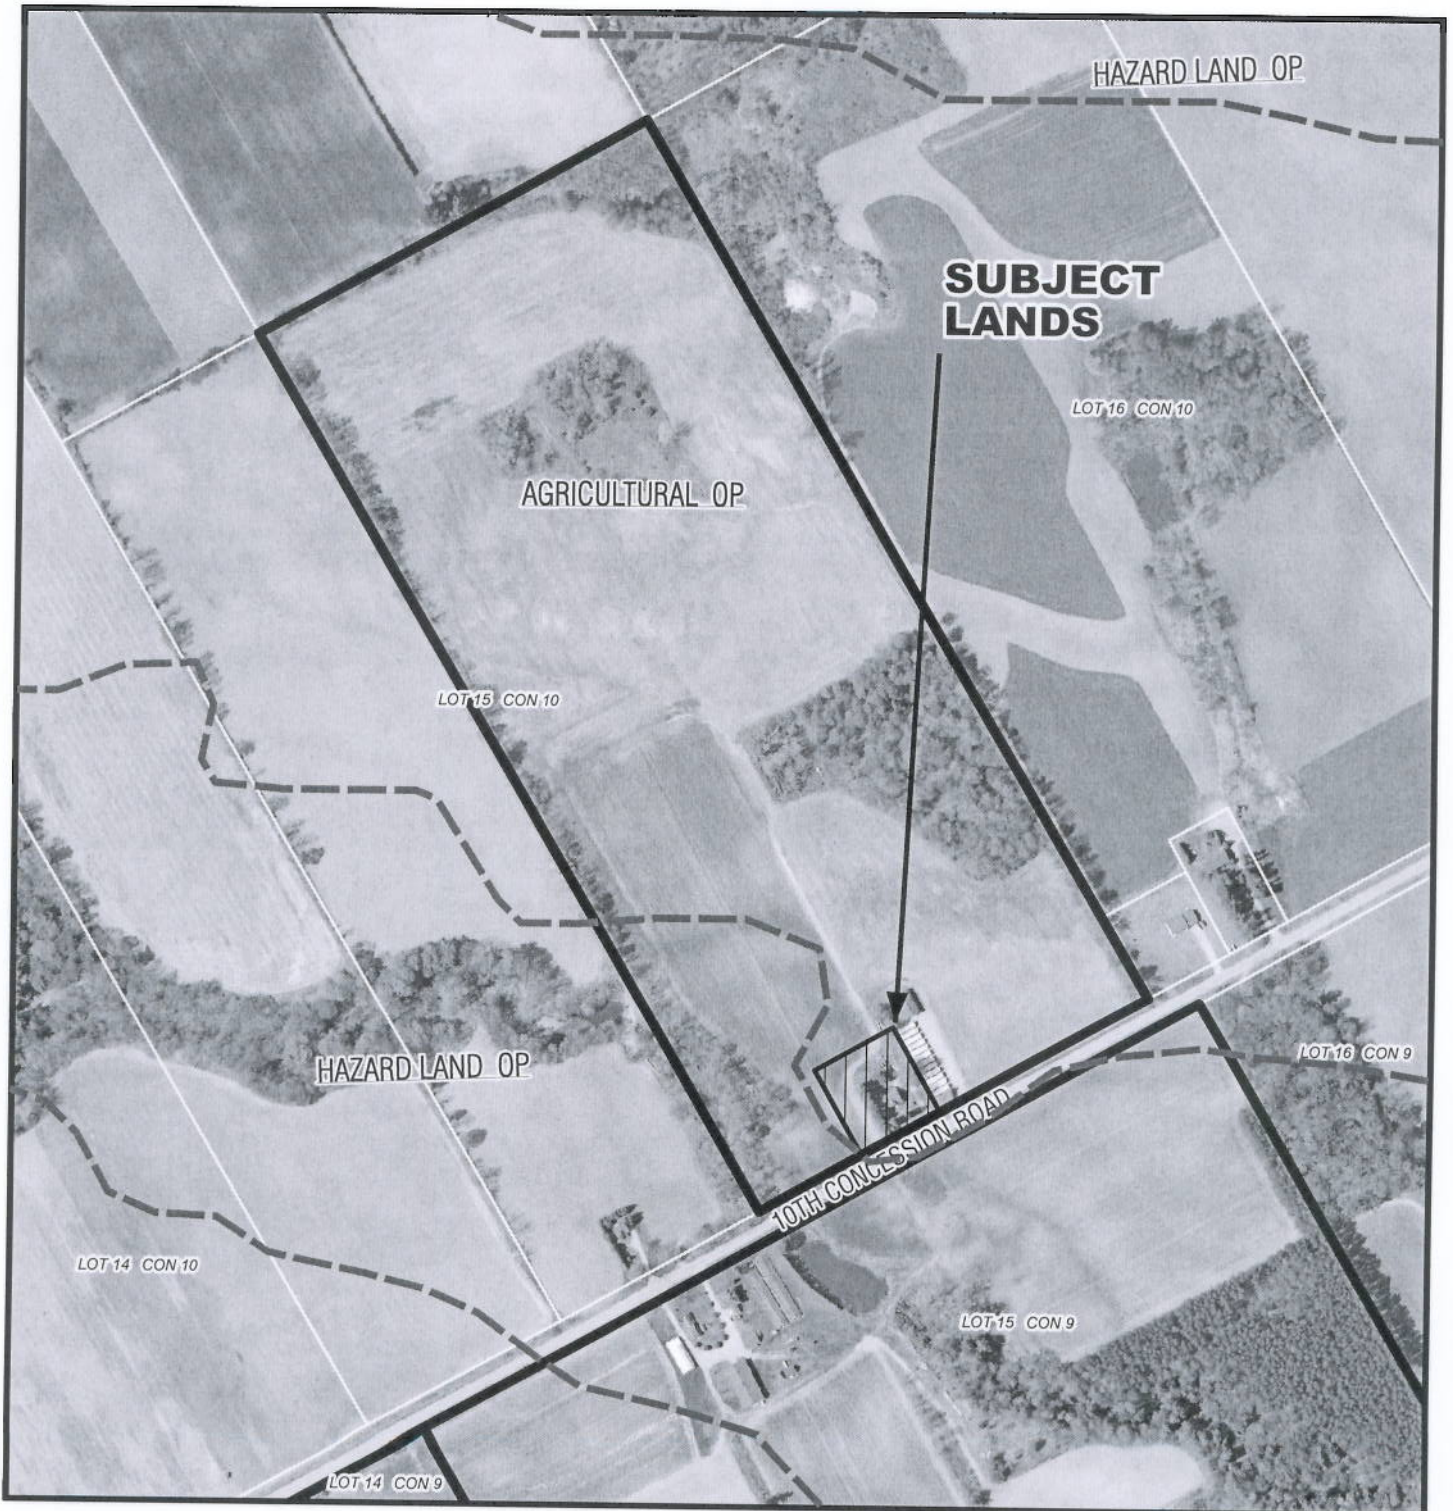 HAZARD LAND OP
SUBJECT
LANDS
LOT 16 CON 10
AGRICULTURAL OP
LOT 15 CON 10
LOT 16 CON 9
HAZARD LAND OP
10TH CONCESSION ROAD
LOT 14 CON 10
LOT 15 CON 9
LOT 14 CON 9